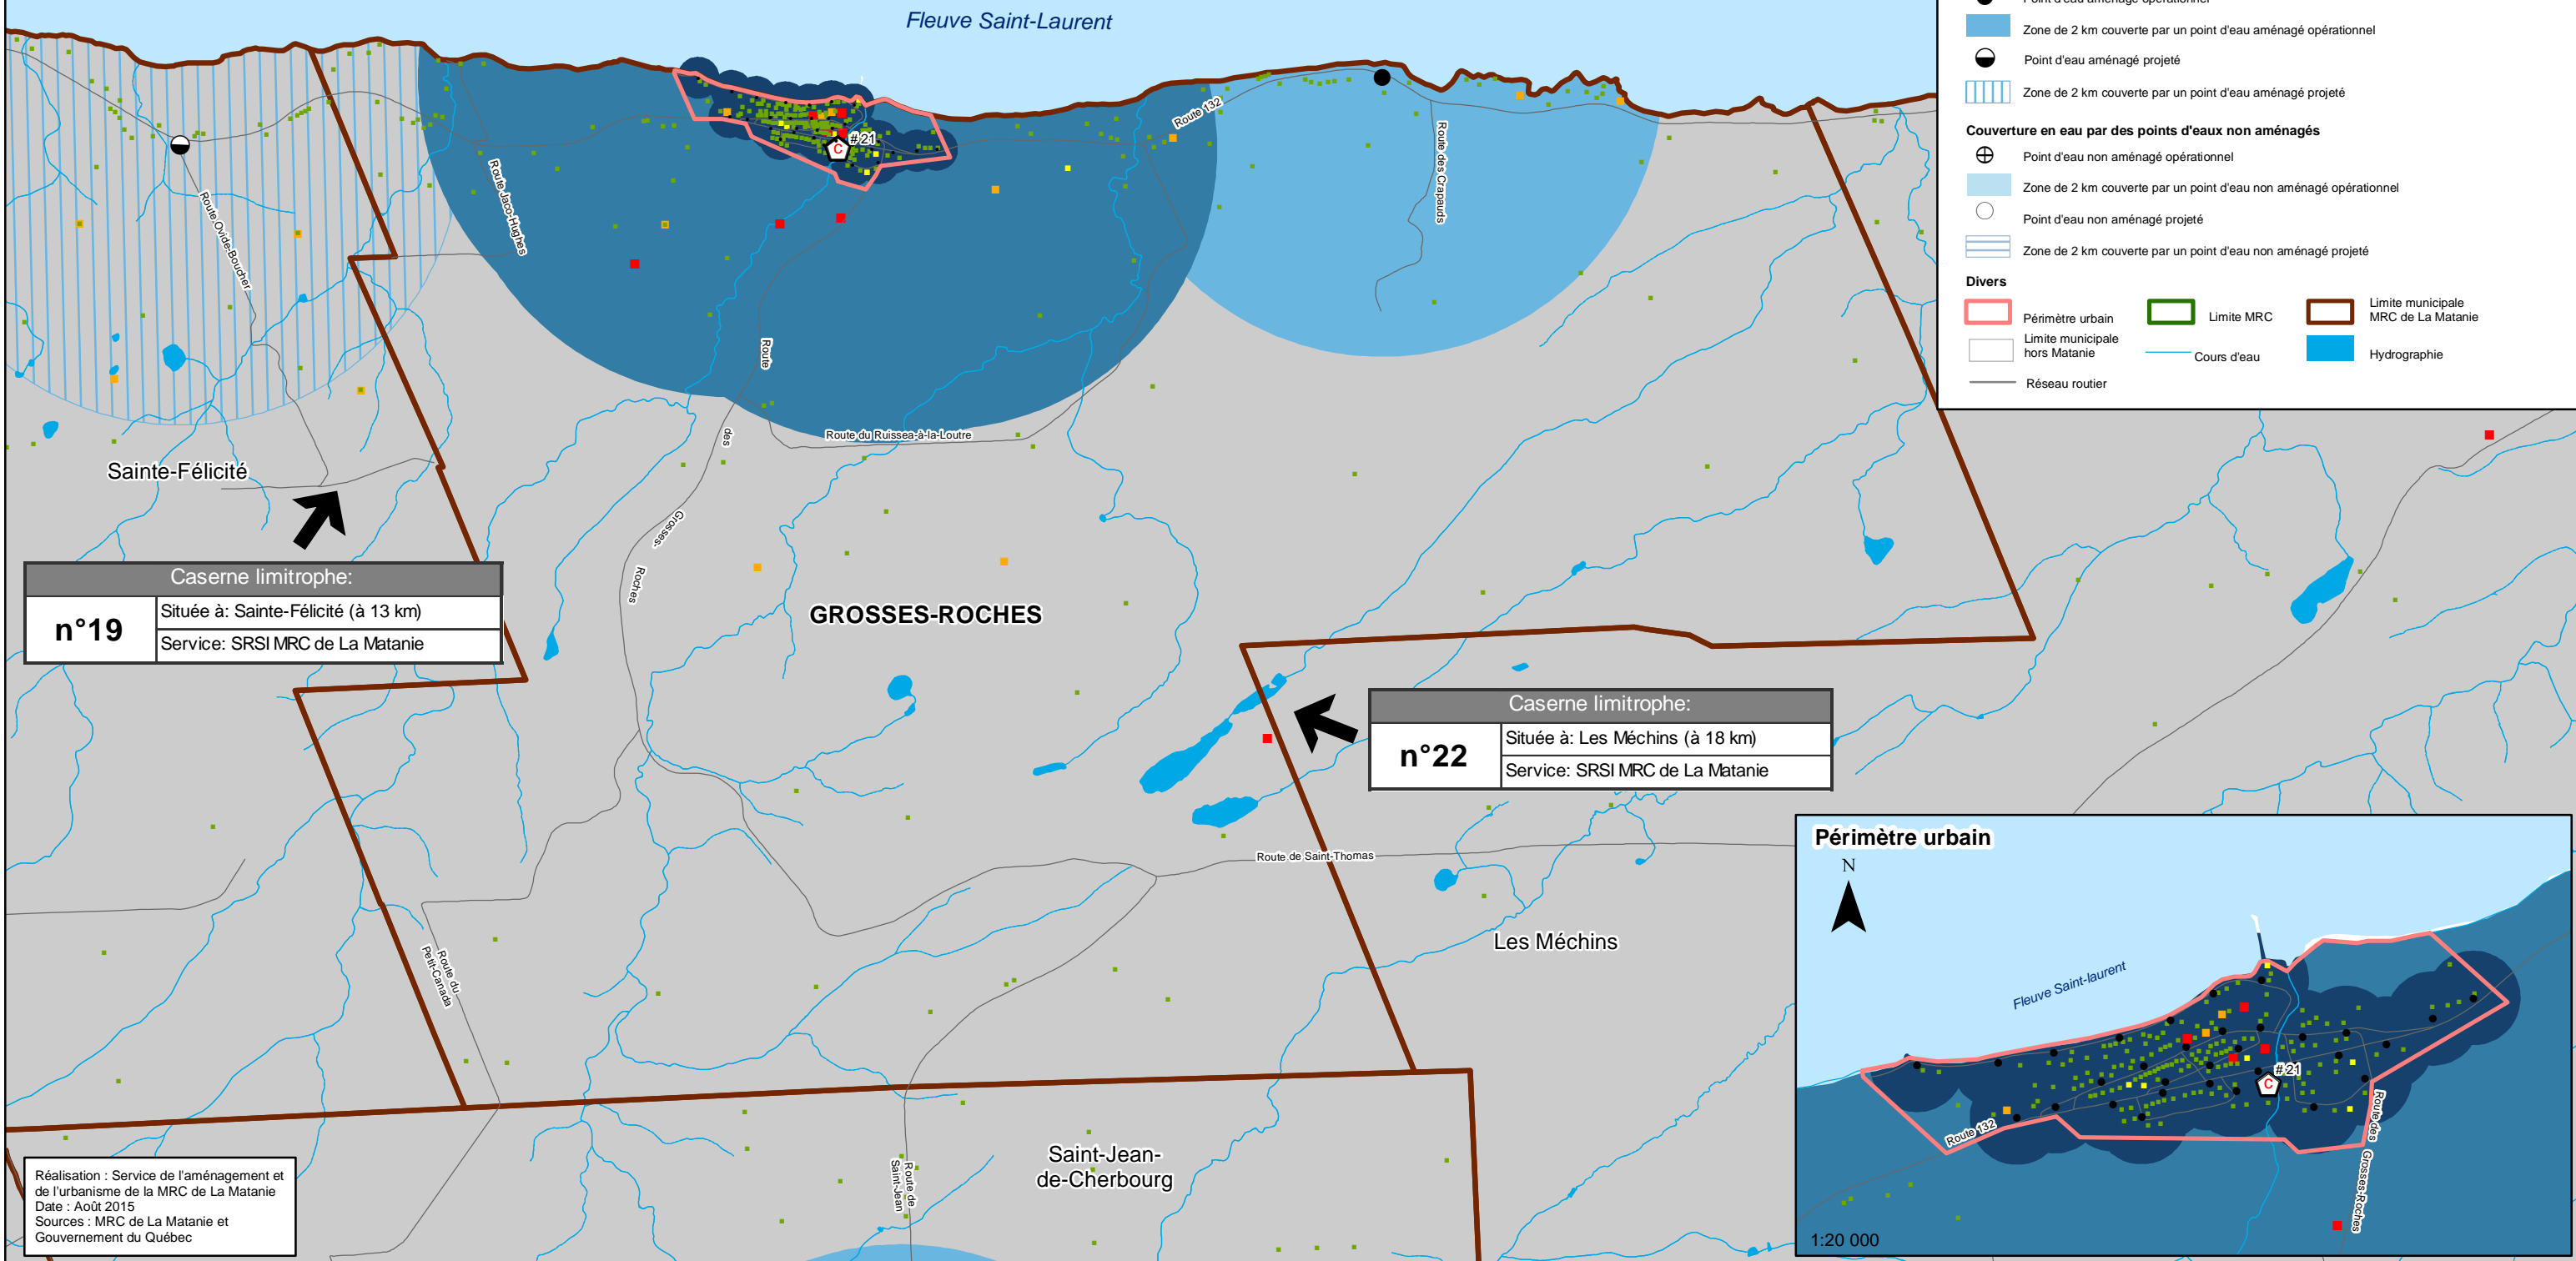 Fleuve Saint-Laurent
Point d'eau aménagé opérationnel
Zone de 2 km couverte par un point d'eau aménagé opérationnel
Point d'eau aménagé projeté
Zone de 2 km couverte par un point d'eau aménagé projeté
Couverture en eau par des points d'eaux non aménagés
Point d'eau non aménagé opérationnel
Zone de 2 km couverte par un point d'eau non aménagé opérationnel
Point d'eau non aménagé projeté
Zone de 2 km couverte par un point d'eau non aménagé projeté
Divers
Périmètre urbain
Limite MRC
Limite municipale
MRC de La Matanie
Limite municipale
hors Matanie
Cours d'eau
Hydrographie
Réseau routier
Route 132
# 21
C
Route Jaco-Hughes
Route Ovide-Boucher
Route des Crapauds
Route
des
Grosses-
Roches
Route du Ruissea-à-la-Loutre
Sainte-Félicité
Caserne limitrophe:
n°19
Située à: Sainte-Félicité (à 13 km)
Service: SRSI MRC de La Matanie
GROSSES-ROCHES
Caserne limitrophe:
n°22
Située à: Les Méchins (à 18 km)
Service: SRSI MRC de La Matanie
Route de Saint-Thomas
Les Méchins
Route du
Petit-Canada
Saint-Jean-
de-Cherbourg
Route de
Saint-Jean
Réalisation : Service de l'aménagement et
de l'urbanisme de la MRC de La Matanie
Date : Août 2015
Sources : MRC de La Matanie et
Gouvernement du Québec
Périmètre urbain
N
Fleuve Saint-laurent
# 21
C
Route 132
Route des
Grosses-Roches
1:20 000